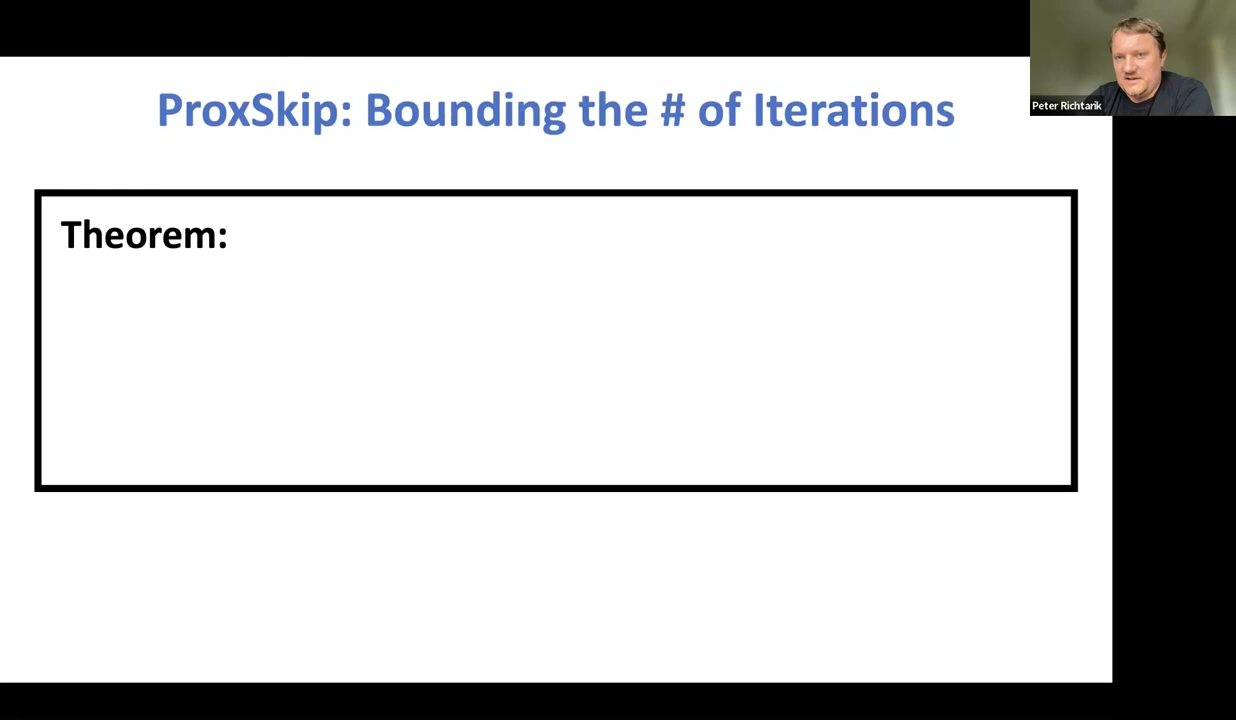 ProxSkip: Bounding the # of Iterations
Peter Richtarik
Theorem: